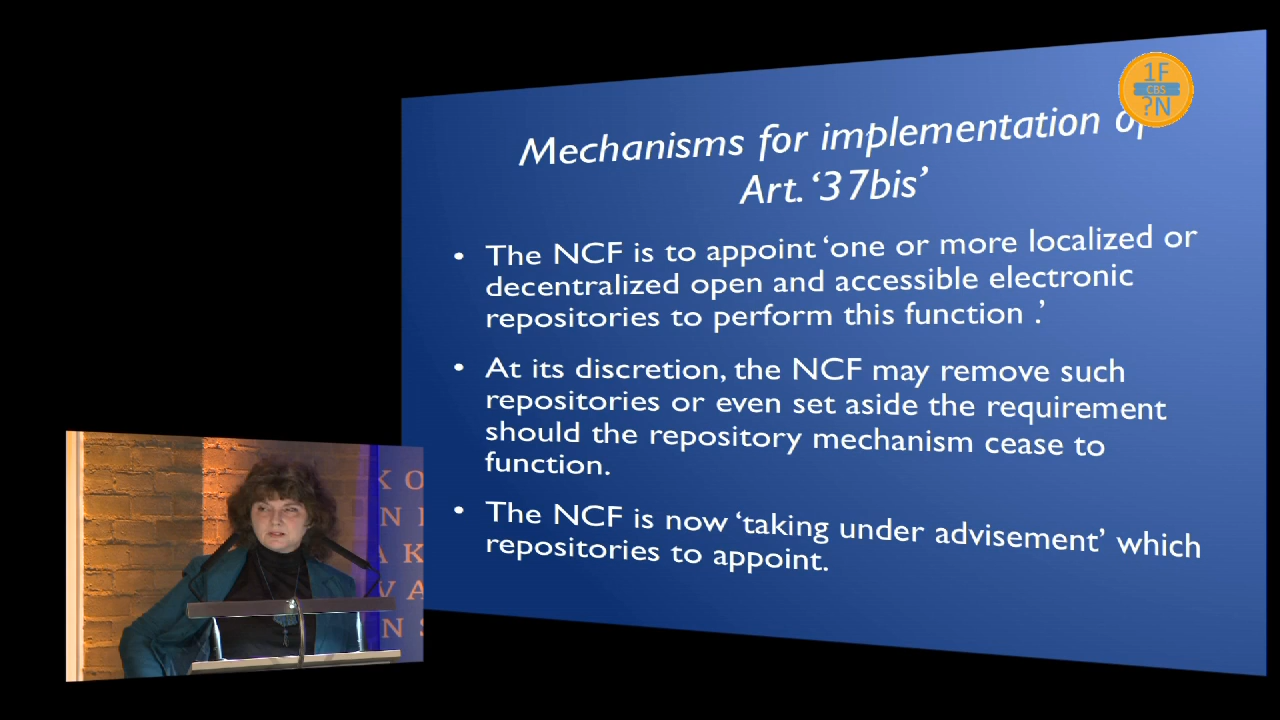 1F
CBS
?N
Mechanisms for implementation of
Art. ‘37bis’
• The NCF is to appoint ‘one or more localized or
decentralized open and accessible electronic
repositories to perform this function .’
• At its discretion, the NCF may remove such
repositories or even set aside the requirement
should the repository mechanism cease to
function.
• The NCF is now ‘taking under advisement’ which
repositories to appoint.
K O
N
A K
V A
N S